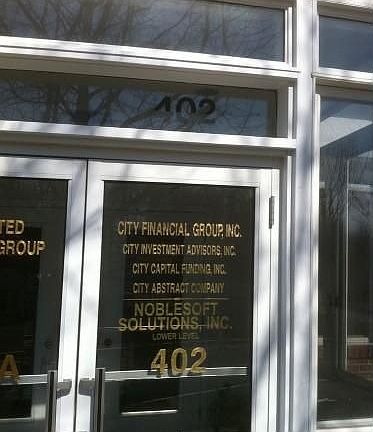 402
TED
GROUP
A
CITY FINANCIAL GROUP, INC.
CITY INVESTMENT ADVISORS, INC.
CITY CAPITAL FUNDING, INC.
CITY ABSTRACT COMPANY
NOBLESOFT
SOLUTIONS, INC.
LOWER LEVEL
402